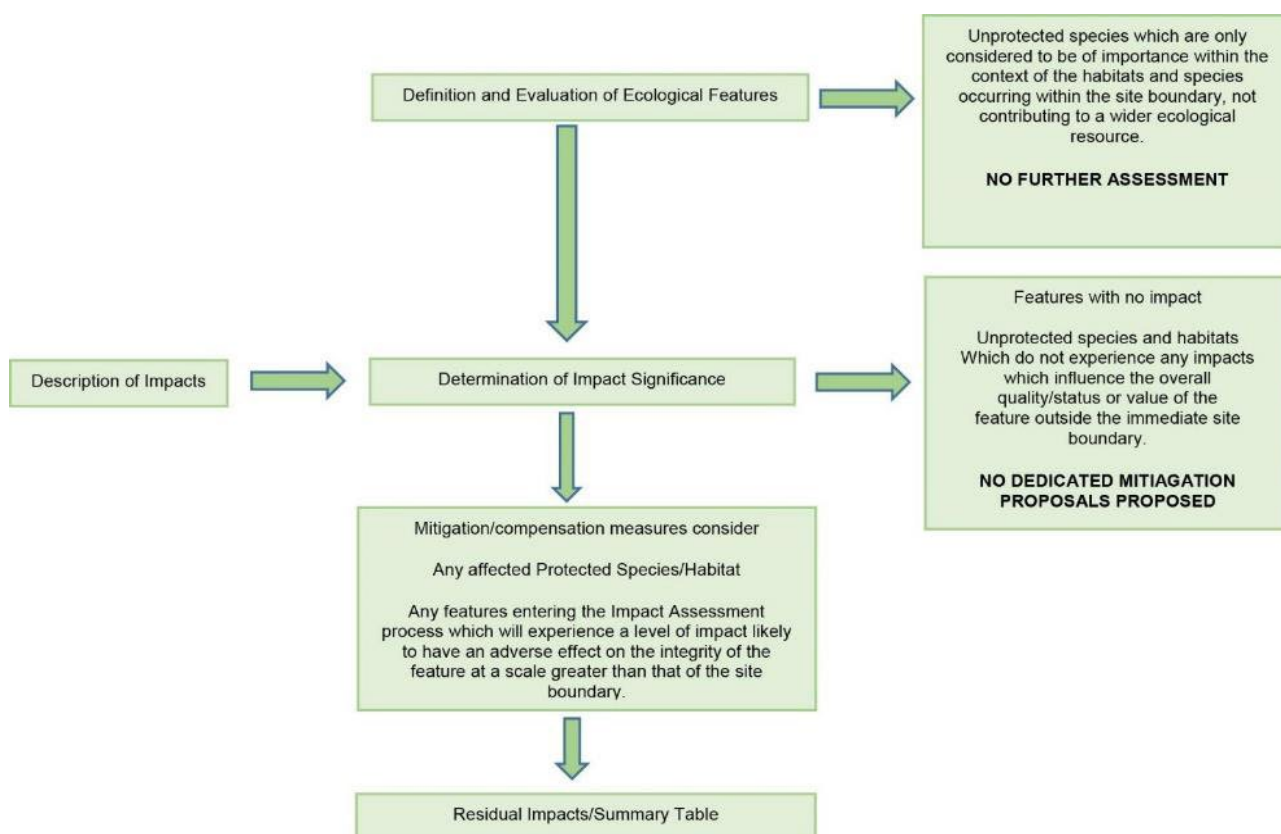 Definition and Evaluation of Ecological Features
Unprotected species which are only
considered to be of importance within the
context of the habitats and species
occurring within the site boundary, not
contributing to a wider ecological
resource.
NO FURTHER ASSESSMENT
Description of Impacts
Determination of Impact Significance
Features with no impact
Unprotected species and habitats
Which do not experience any impacts
which influence the overall
quality/status or value of the
feature outside the immediate site
boundary.
NO DEDICATED MITIAGATION
PROPOSALS PROPOSED
Mitigation/compensation measures consider
Any affected Protected Species/Habitat
Any features entering the Impact Assessment
process which will experience a level of impact likely
to have an adverse effect on the integrity of the
feature at a scale greater than that of the site
boundary.
Residual Impacts/Summary Table